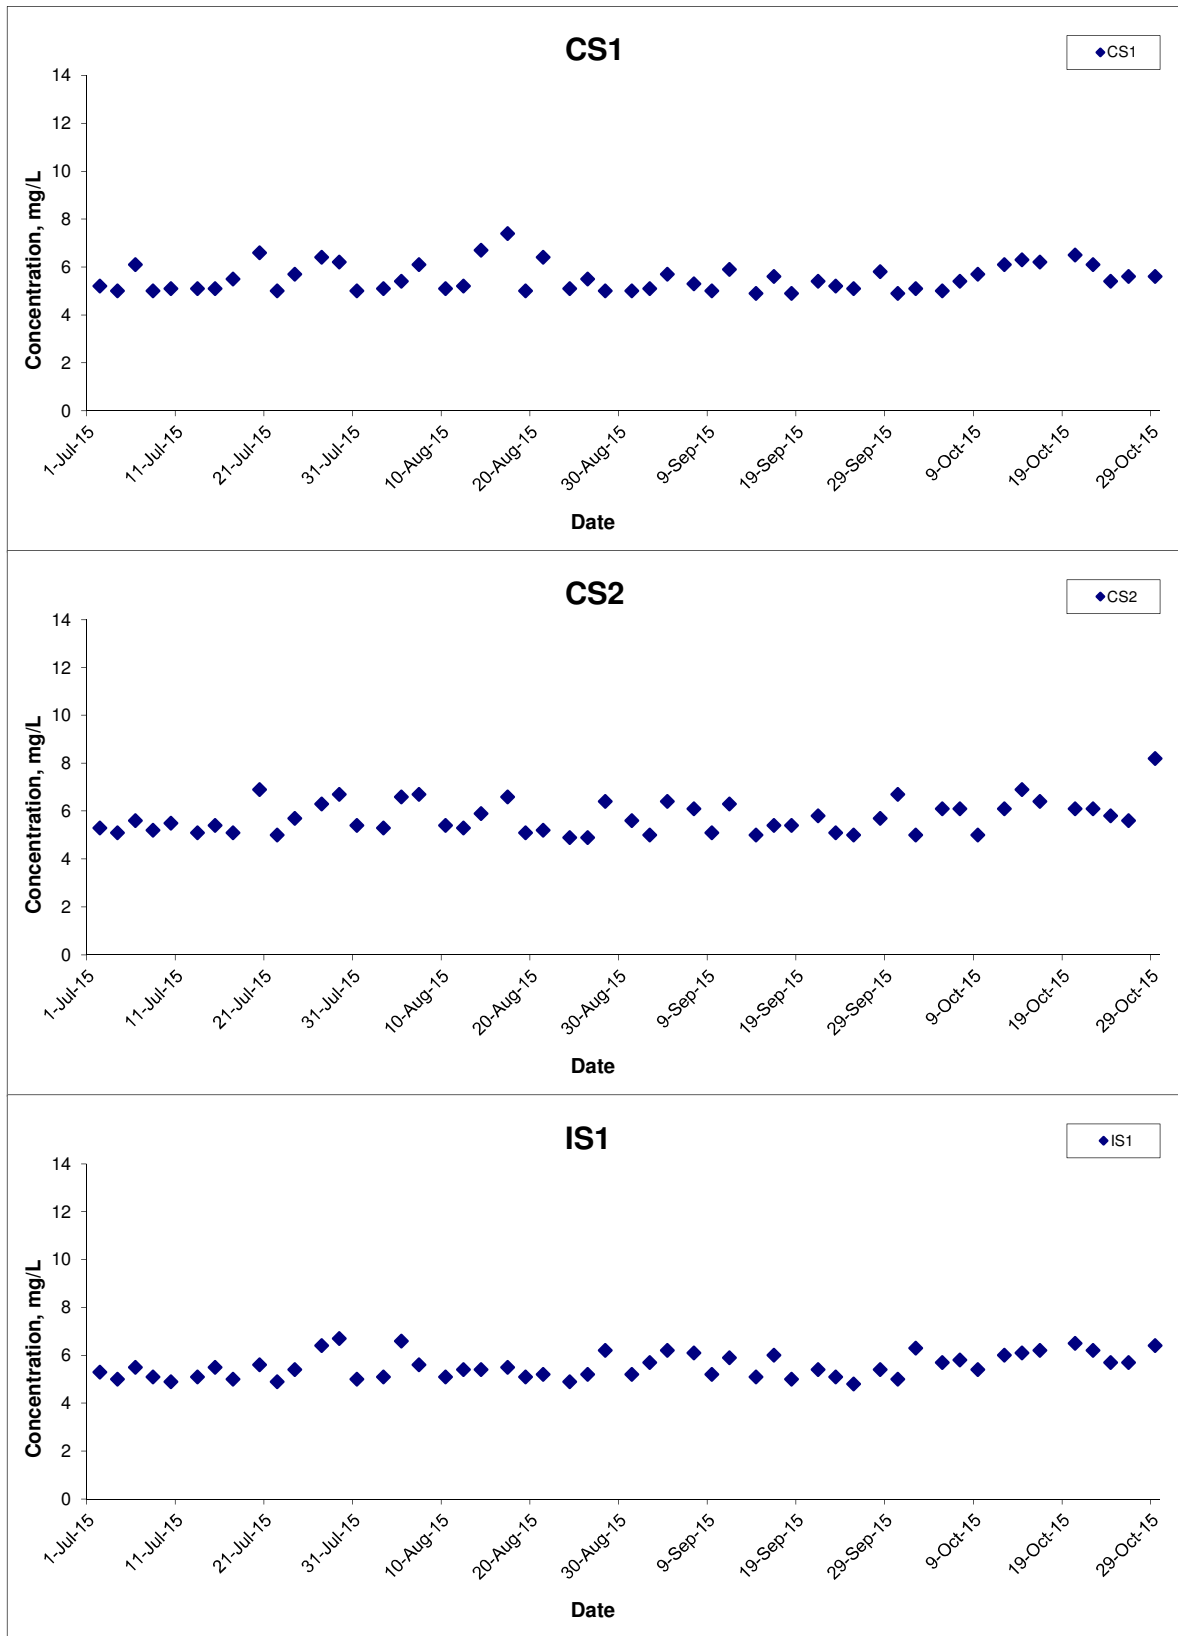 CS1
CS1
14
12
10
8
6
4
2
0
Concentration, mg/L
1-Jul-15
11-Jul-15
21-Jul-15
31-Jul-15
10-Aug-15
20-Aug-15
30-Aug-15
9-Sep-15
19-Sep-15
29-Sep-15
9-Oct-15
19-Oct-15
29-Oct-15
Date
CS2
CS2
14
12
10
8
6
4
2
0
Concentration, mg/L
1-Jul-15
11-Jul-15
21-Jul-15
31-Jul-15
10-Aug-15
20-Aug-15
30-Aug-15
9-Sep-15
19-Sep-15
29-Sep-15
9-Oct-15
19-Oct-15
29-Oct-15
Date
IS1
IS1
14
12
10
8
6
4
2
0
Concentration, mg/L
1-Jul-15
11-Jul-15
21-Jul-15
31-Jul-15
10-Aug-15
20-Aug-15
30-Aug-15
9-Sep-15
19-Sep-15
29-Sep-15
9-Oct-15
19-Oct-15
29-Oct-15
Date